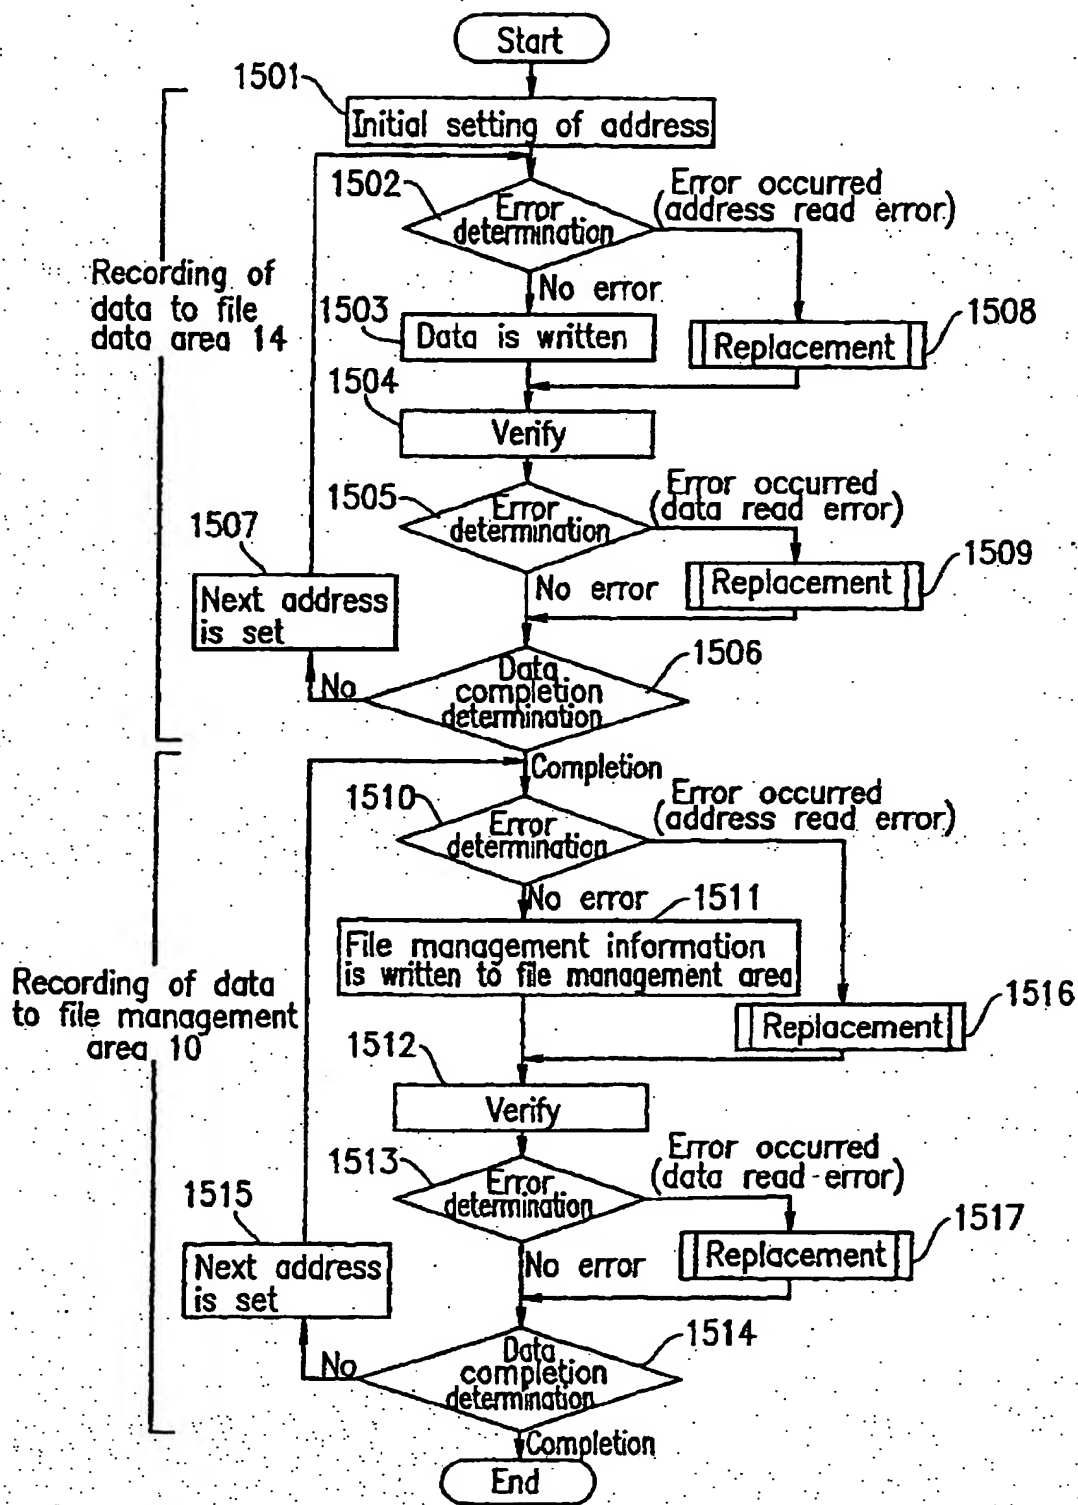 Start
1501
Initial setting of address
1502
Error
determination
Error occurred
(address read error)
No error
Recording of
data to file
data area 14
1503
Data is written
1508
Replacement
1504
Verify
1505
Error
determination
Error occurred
(data read error)
1507
Next address
is set
No error
1509
Replacement
1506
Data
completion
determination
No
Completion
1510
Error
determination
Error occurred
(address read error)
No error
1511
File management information
is written to file management area
Recording of data
to file management
area 10
1516
Replacement
1512
Verify
1513
Error
determination
Error occurred
(data read error)
1515
Next address
is set
No error
1517
Replacement
1514
Data
completion
determination
No
Completion
End